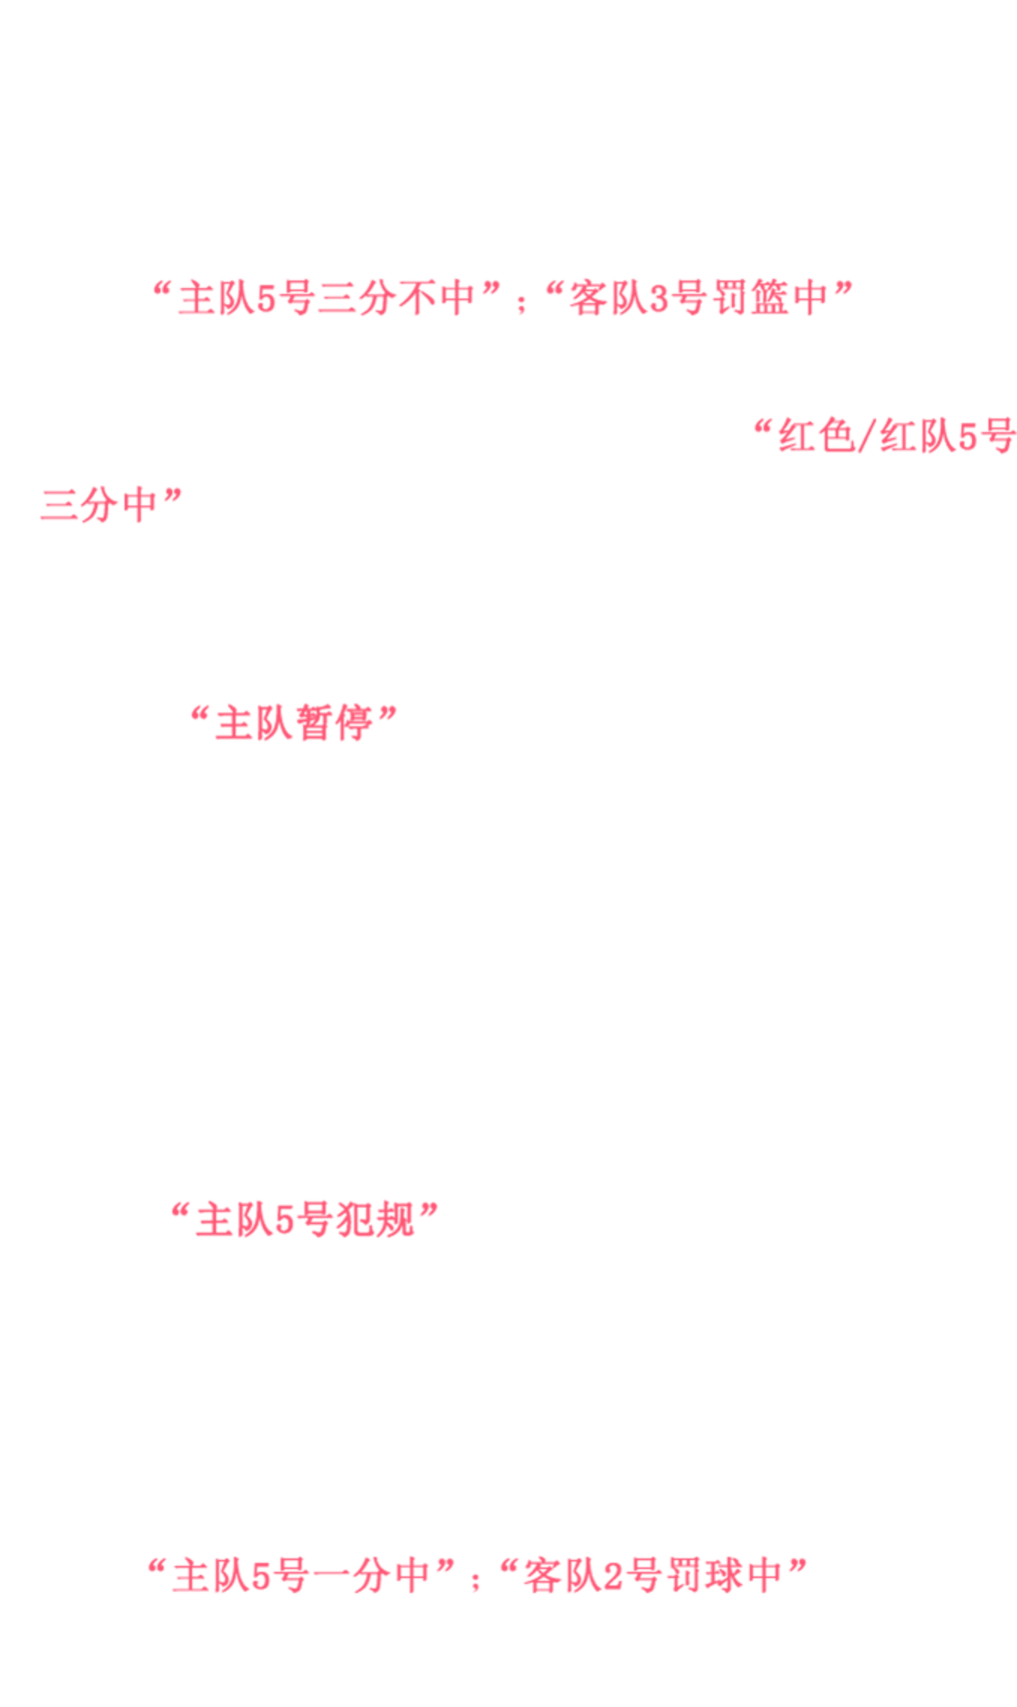 “主队5号三分不中”；“客队3号罚篮中”
“红色/红队5号
三分中”
“主队暂停”
“主队5号犯规”
“主队5号一分中”；“客队2号罚球中”